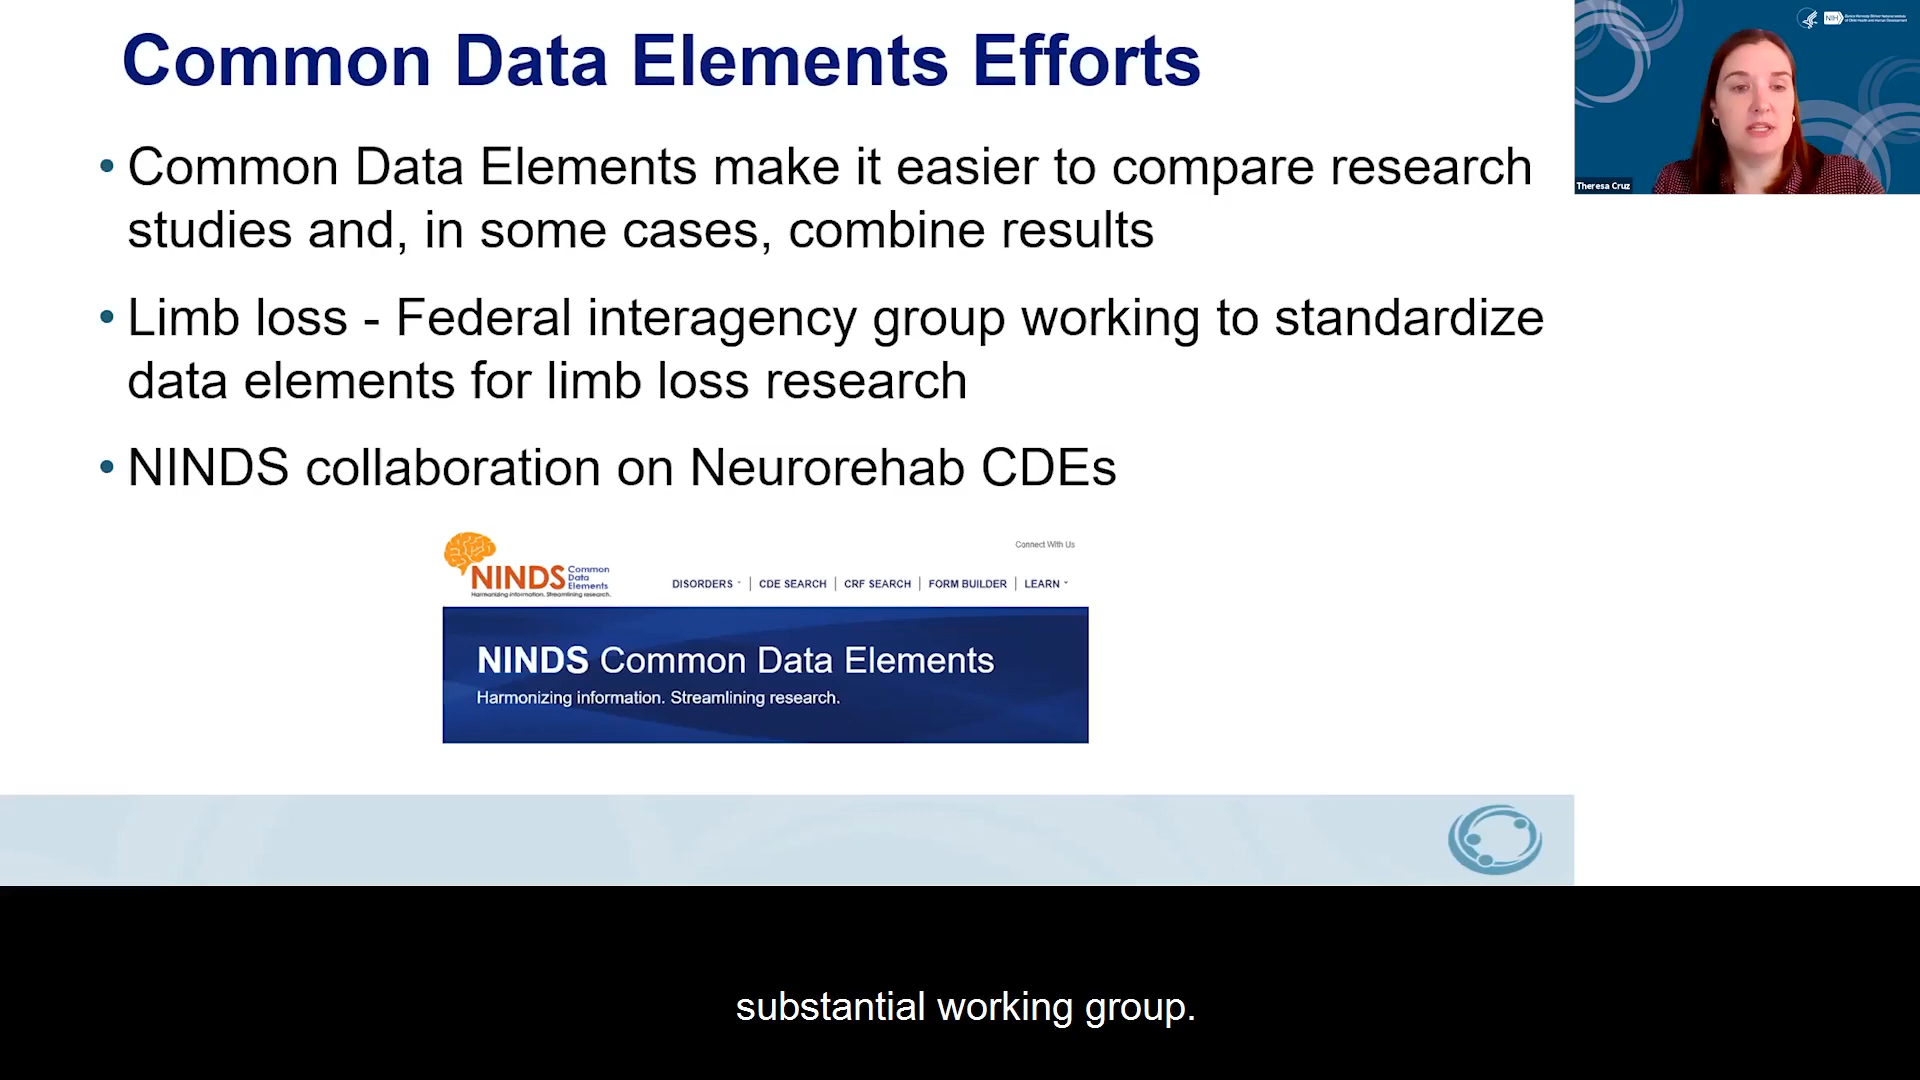 Common Data Elements Efforts
• Common Data Elements make it easier to compare research
studies and, in some cases, combine results
• Limb loss - Federal interagency group working to standardize
data elements for limb loss research
• NINDS collaboration on Neurorehab CDEs
Connect With Us
NINDS Common
Data
Elements
Harmonizing information. Streamlining research.
DISORDERS | CDE SEARCH | CRF SEARCH | FORM BUILDER | LEARN
NINDS Common Data Elements
Harmonizing information. Streamlining research.
NIH
Theresa Cruz
substantial working group.